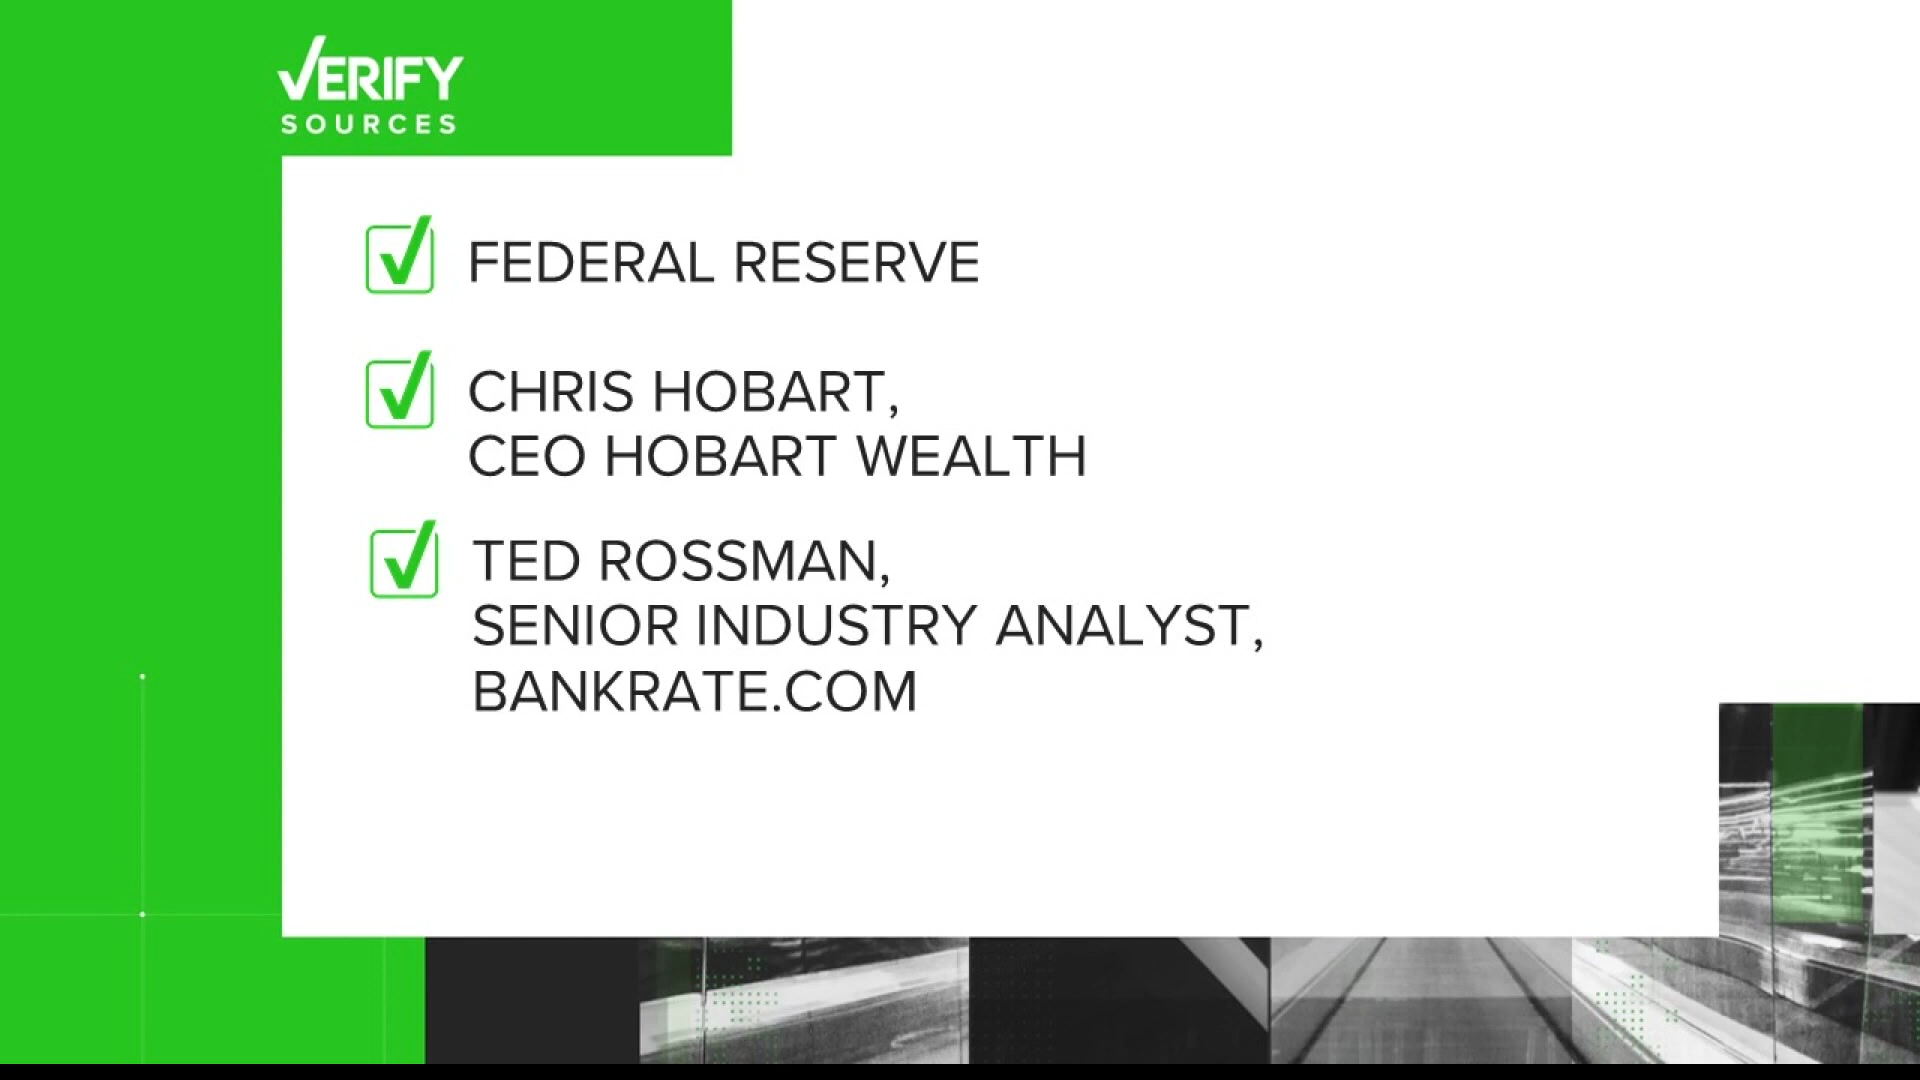 VERIFY
SOURCES
FEDERAL RESERVE
CHRIS HOBART,
CEO HOBART WEALTH
TED ROSSMAN,
SENIOR INDUSTRY ANALYST,
BANKRATE.COM